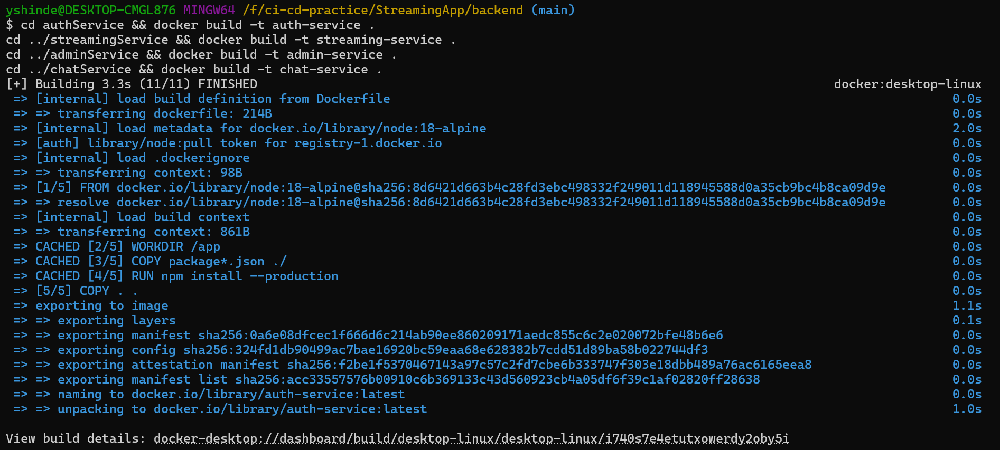 yshinde@DESKTOP-CMGL876 MINGW64 /f/ci-cd-practice/StreamingApp/backend (main)
$ cd authService && docker build -t auth-service .
cd ../streamingService && docker build -t streaming-service .
cd ../adminService && docker build -t admin-service .
cd ../chatService && docker build -t chat-service .
[+] Building 3.3s (11/11) FINISHED docker:desktop-linux
=> [internal] load build definition from Dockerfile 0.0s
=> => transferring dockerfile: 214B 0.0s
=> [internal] load metadata for docker.io/library/node:18-alpine 2.0s
=> [auth] library/node:pull token for registry-1.docker.io 0.0s
=> [internal] load .dockerignore 0.0s
=> => transferring context: 98B 0.0s
=> [1/5] FROM docker.io/library/node:18-alpine@sha256:8d6421d663b4c28fd3ebc498332f249011d118945588d0a35cb9bc4b8ca09d9e 0.0s
=> => resolve docker.io/library/node:18-alpine@sha256:8d6421d663b4c28fd3ebc498332f249011d118945588d0a35cb9bc4b8ca09d9e 0.0s
=> [internal] load build context 0.0s
=> => transferring context: 861B 0.0s
=> CACHED [2/5] WORKDIR /app 0.0s
=> CACHED [3/5] COPY package*.json ./ 0.0s
=> CACHED [4/5] RUN npm install --production 0.0s
=> [5/5] COPY . . 0.0s
=> exporting to image 1.1s
=> => exporting layers 0.1s
=> => exporting manifest sha256:0a6e08dfcec1f666d6c214ab90ee860209171aedc855c6c2e020072bfe48b6e6 0.0s
=> => exporting config sha256:324fd1db90499ac7bae16920bc59eaa68e628382b7cdd51d89ba58b022744df3 0.0s
=> => exporting attestation manifest sha256:f2be1f5370467143a97c57c2fd7cbe6b333747f303e18dbb489a76ac6165eea8 0.0s
=> => exporting manifest list sha256:acc33557576b00910c6b369133c43d560923cb4a05df6f39c1af02820ff28638 0.0s
=> => naming to docker.io/library/auth-service:latest 0.0s
=> => unpacking to docker.io/library/auth-service:latest 1.0s
View build details: docker-desktop://dashboard/build/desktop-linux/desktop-linux/i740s7e4etutxowerdy2oby5i